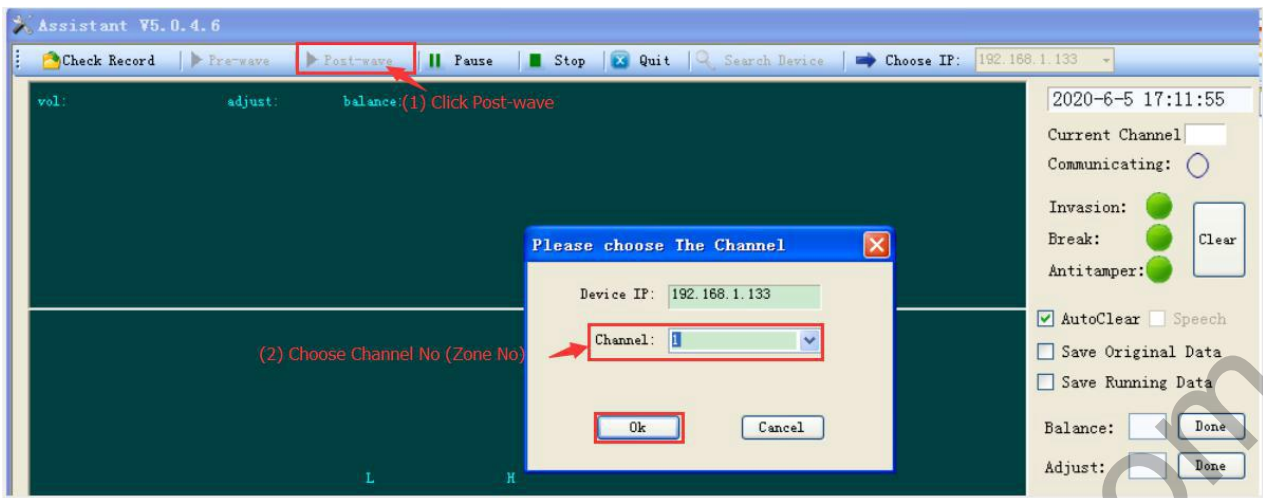 Assistant V5.0.4.6
Check Record Pre-wave Post-wave Pause Stop Quit Search Device Choose IP: 192.168.1.133
vol: adjust: balance:
(1) Click Post-wave
2020-6-5 17:11:55
Current Channel
Communicating:
Invasion:
Break:
Clear
Antitamper:
Please choose The Channel
Device IP: 192.168.1.133
Channel: 1
(2) Choose Channel No (Zone No)
AutoClear Speech
Save Original Data
Save Running Data
Ok Cancel
Balance: Done
Adjust: Done
L H
om